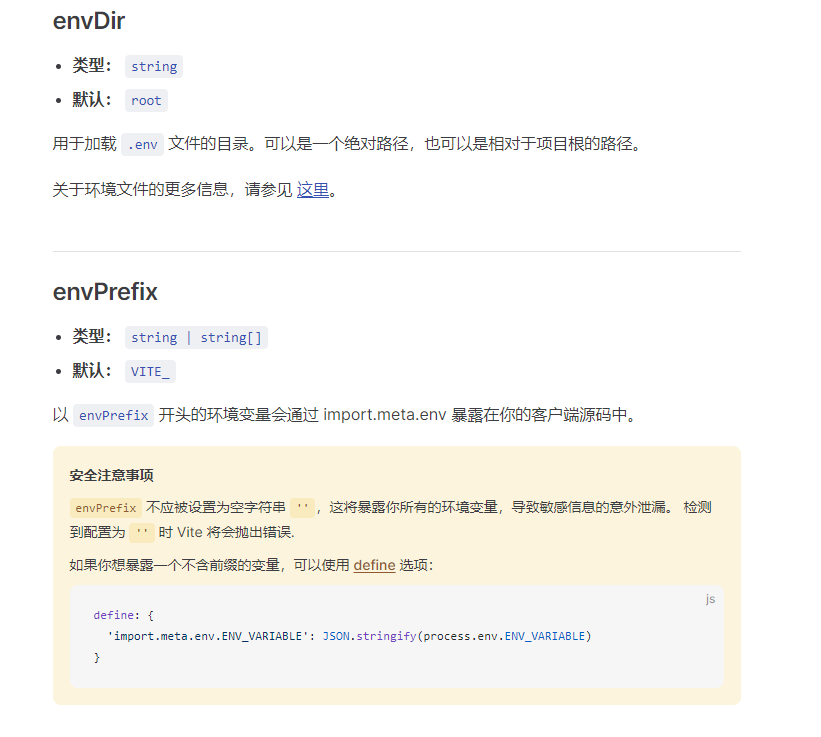 envDir
类型： string
默认： root
用于加载 .env 文件的目录。可以是一个绝对路径，也可以是相对于项目根的路径。
关于环境文件的更多信息，请参见 这里。
envPrefix
类型： string | string[]
默认： VITE_
以 envPrefix 开头的环境变量会通过 import.meta.env 暴露在你的客户端源码中。
安全注意事项
envPrefix 不应被设置为空字符串 ''，这将暴露你所有的环境变量，导致敏感信息的意外泄漏。 检测
到配置为 '' 时 Vite 将会抛出错误.
如果你想暴露一个不含前缀的变量，可以使用 define 选项：
js
define: {
'import.meta.env.ENV_VARIABLE': JSON.stringify(process.env.ENV_VARIABLE)
}